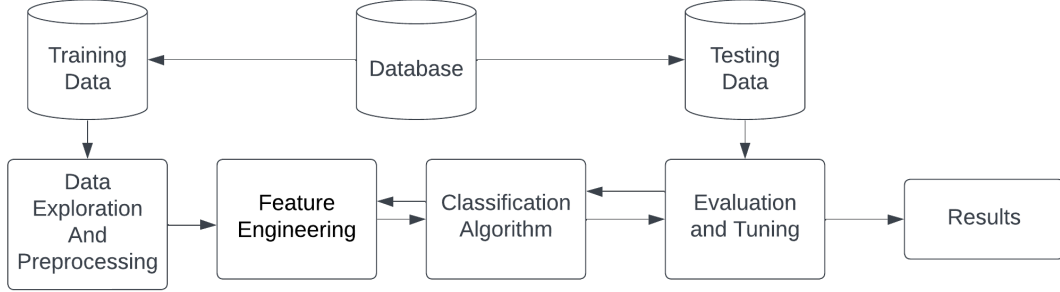 Training
Data
Database
Testing
Data
Data
Exploration
And
Preprocessing
Feature
Engineering
Classification
Algorithm
Evaluation
and Tuning
Results